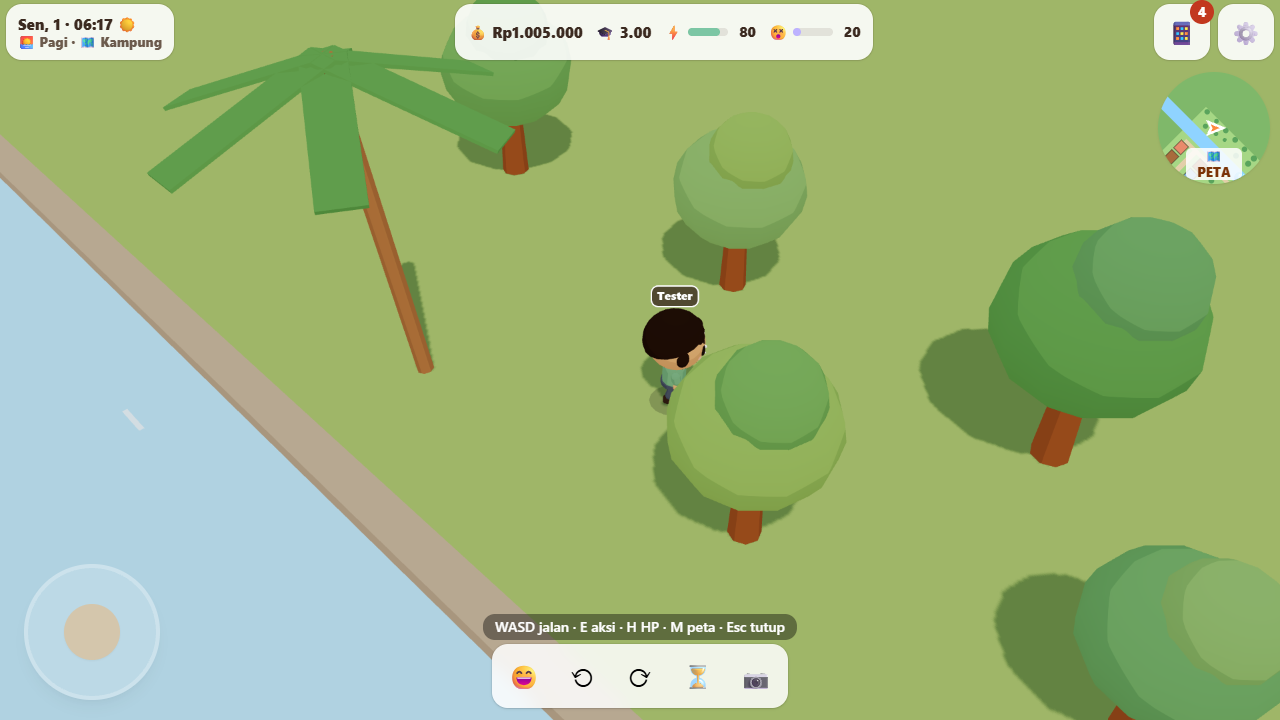 Sen, 1 · 06:17
Pagi · Kampung
Rp1.005.000 3.00 80 20
4
PETA
Tester
WASD jalan · E aksi · H HP · M peta · Esc tutup